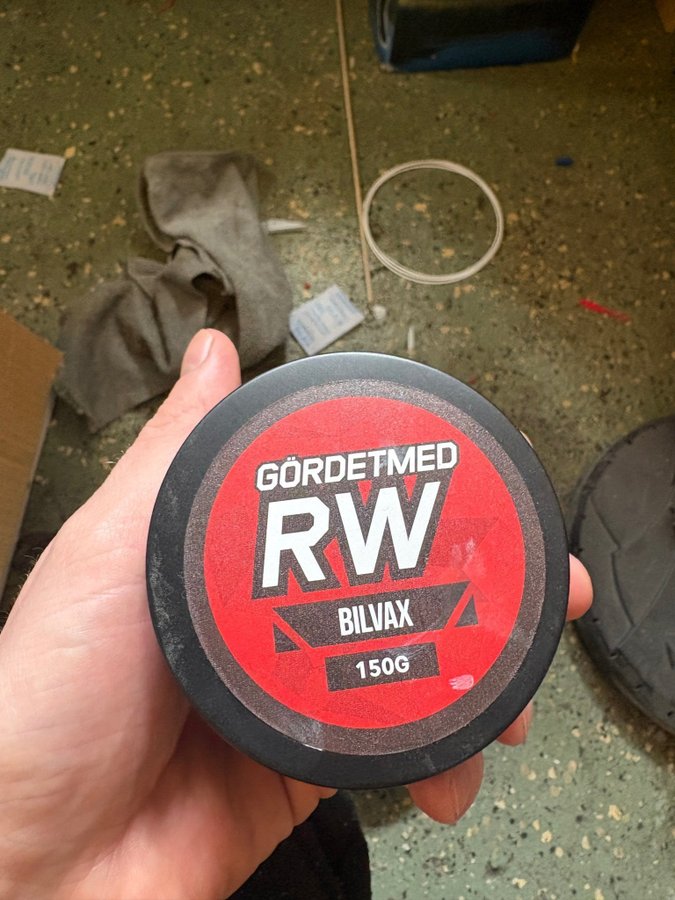 GÖRDETMED
RW
BILVAX
150G